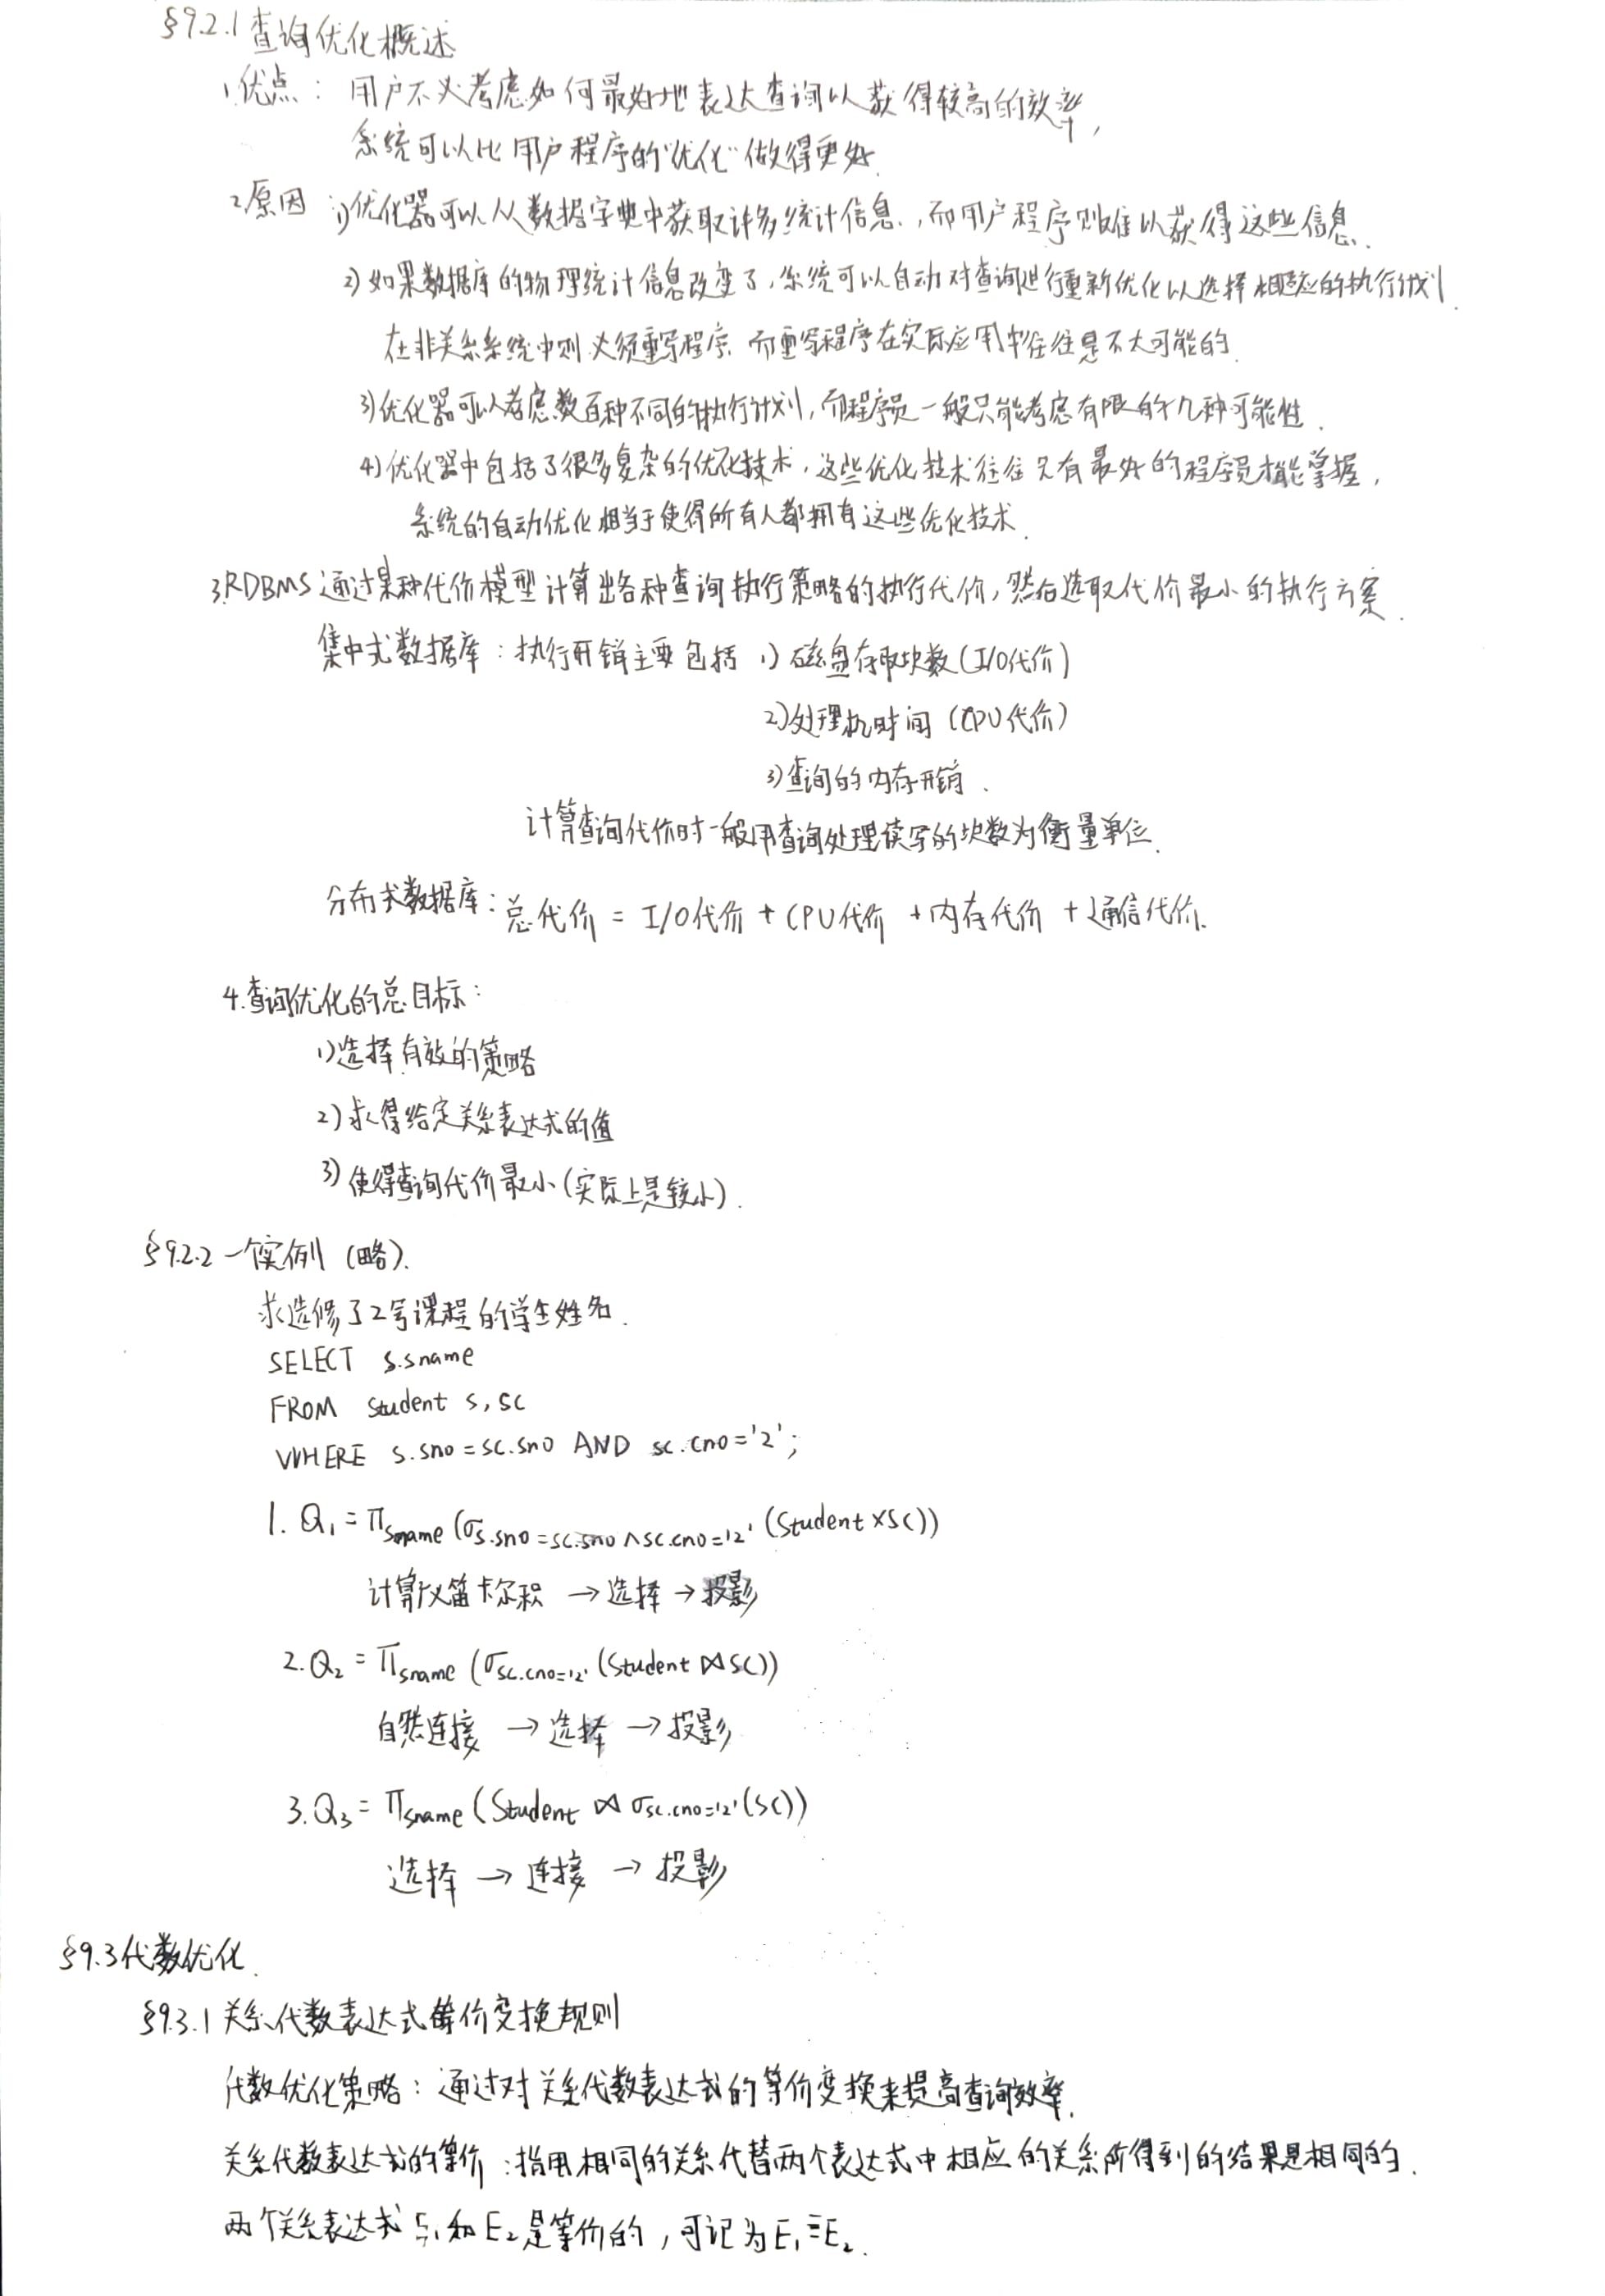 §9.2.1 查询优化概述
1.优点：用户不必考虑如何最好地表达查询以获得较高的效率,
系统可以比用户程序的"优化"做得更好.
2.原因 1)优化器可以从数据字典中获取许多统计信息,而用户程序则难以获得这些信息.
2)如果数据库的物理统计信息改变了,系统可以自动对查询进行重新优化以选择相适应的执行计划.
在非关系系统中则必须重写程序,而重写程序在实际应用中往往是不大可能的.
3)优化器可以考虑数百种不同的执行计划,而程序员一般只能考虑有限的几种可能性.
4)优化器中包括了很多复杂的优化技术,这些优化技术往往只有最好的程序员才能掌握,
系统的自动优化相当于使得所有人都拥有这些优化技术.
3.RDBMS通过某种代价模型计算出各种查询执行策略的执行代价,然后选取代价最小的执行方案.
集中式数据库：执行开销主要包括 1)磁盘存取块数(I/O代价)
2)处理机时间(CPU代价)
3)查询的内存开销.
计算查询代价时一般用查询处理读写的块数为衡量单位.
分布式数据库：总代价 = I/O代价 + CPU代价 + 内存代价 + 通信代价.
4.查询优化的总目标：
1)选择有效的策略
2)求得给定关系表达式的值
3)使得查询代价最小(实际上是较小).
§9.2.2 一个实例 (略).
求选修了2号课程的学生姓名.
SELECT s.sname
FROM student s, sc
WHERE s.sno = sc.sno AND sc.cno = '2';
1. Q₁ = Π sname (σ s.sno = sc.sno ∧ sc.cno = '2' (Student × SC))
计算广义笛卡尔积 → 选择 → 投影
2. Q₂ = Π sname (σ sc.cno = '2' (Student ⋈ SC))
自然连接 → 选择 → 投影
3. Q₃ = Π sname (Student ⋈ σ sc.cno = '2' (SC))
选择 → 连接 → 投影
§9.3 代数优化.
§9.3.1 关系代数表达式等价变换规则
代数优化策略：通过对关系代数表达式的等价变换来提高查询效率.
关系代数表达式的等价：指用相同的关系代替两个表达式中相应的关系所得到的结果是相同的.
两个关系表达式E₁和E₂是等价的,可记为E₁≡E₂.